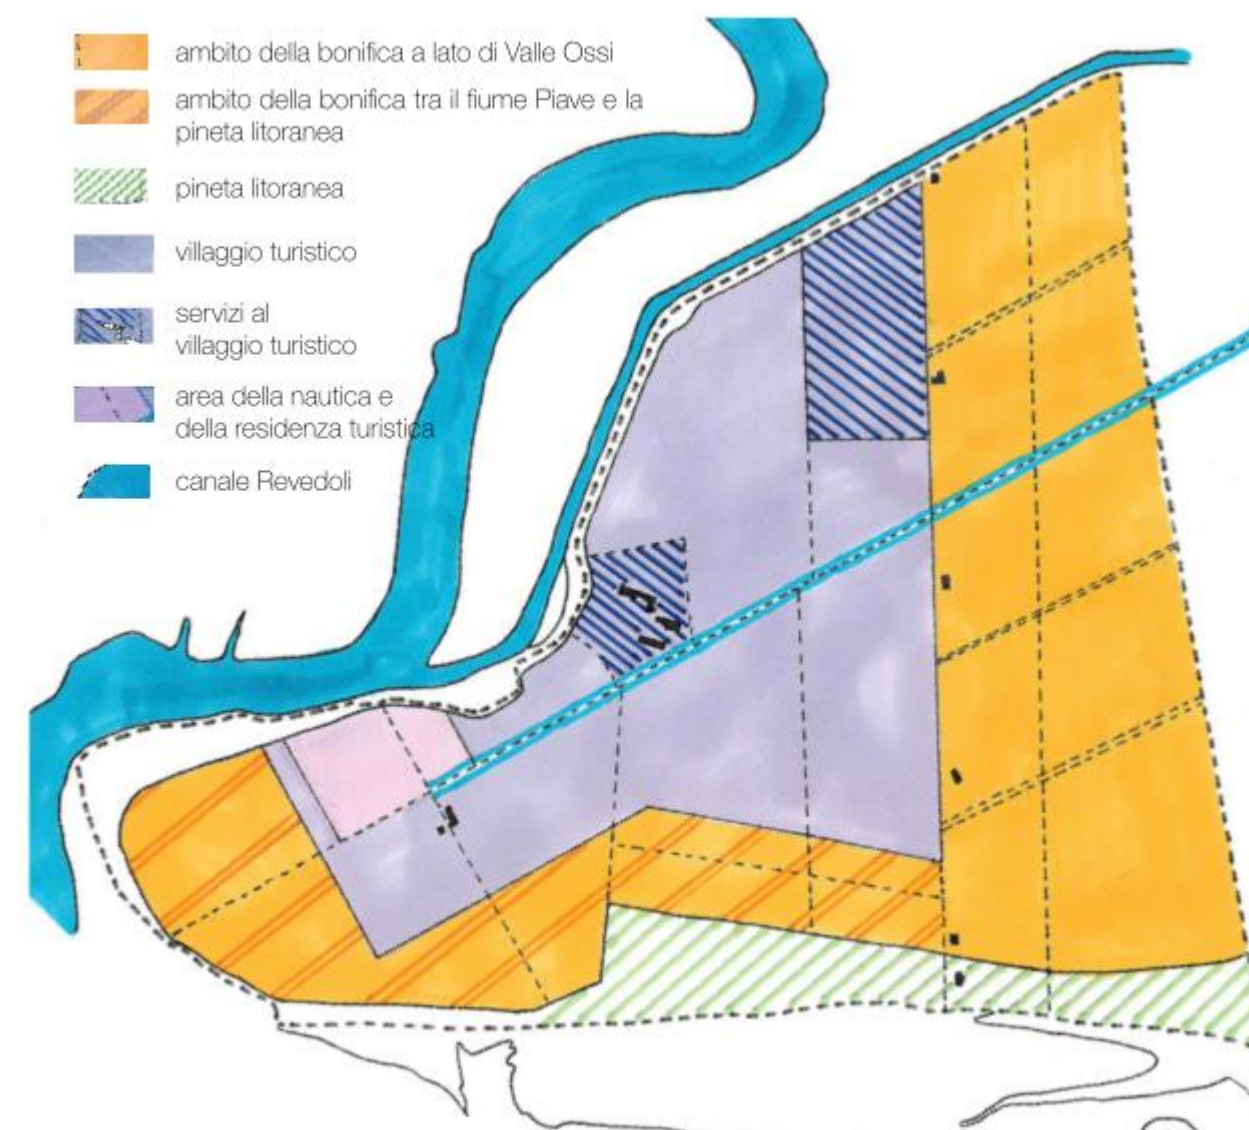 ambito della bonifica a lato di Valle Ossi
ambito della bonifica tra il fiume Piave e la
pineta litoranea
pineta litoranea
villaggio turistico
servizi al
villaggio turistico
area della nautica e
della residenza turistica
canale Revedoli